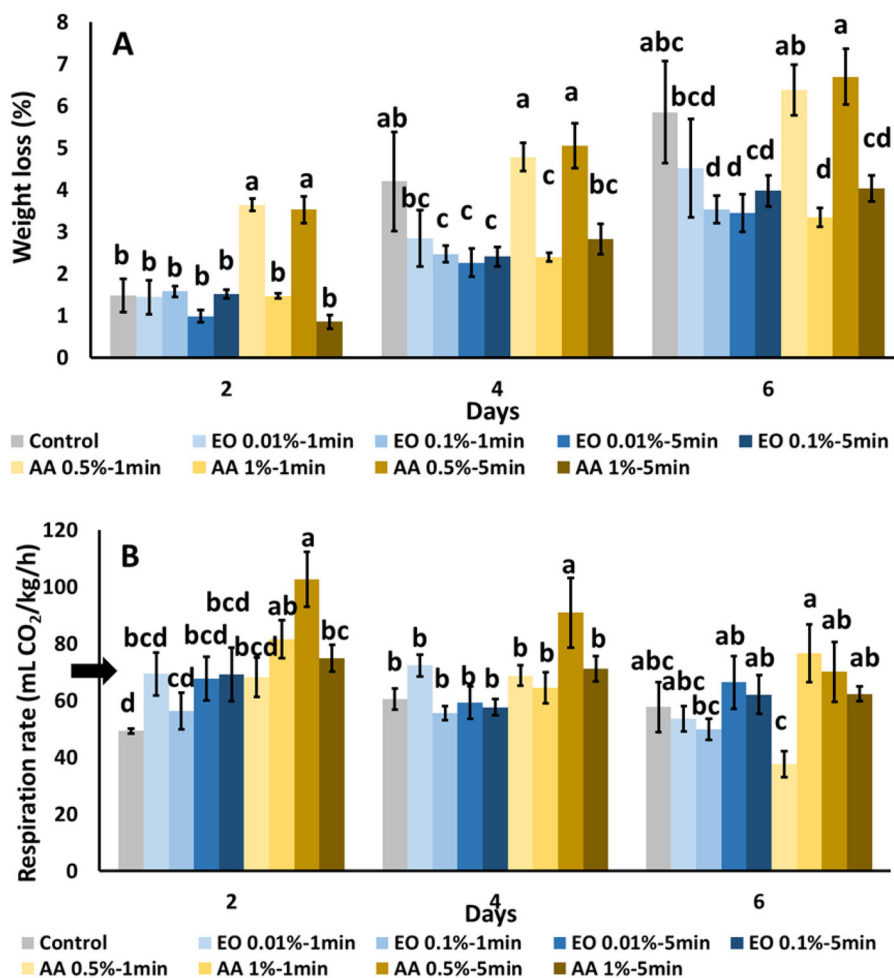 A
Weight loss (%)
8
7
6
5
4
3
2
1
0
b b b b b a b a b
ab bc c c c a c a bc
abc bcd d d cd ab d a cd
2 4 6
Days
Control EO 0.01%-1min EO 0.1%-1min EO 0.01%-5min EO 0.1%-5min
AA 0.5%-1min AA 1%-1min AA 0.5%-5min AA 1%-5min
B
Respiration rate (mL CO₂/kg/h)
120
100
80
60
40
20
0
d bcd cd bcd bcd bcd ab a bc
b b b b b b b a b
abc abc bc ab ab c a ab ab
2 4 6
Days
Control EO 0.01%-1min EO 0.1%-1min EO 0.01%-5min EO 0.1%-5min
AA 0.5%-1min AA 1%-1min AA 0.5%-5min AA 1%-5min